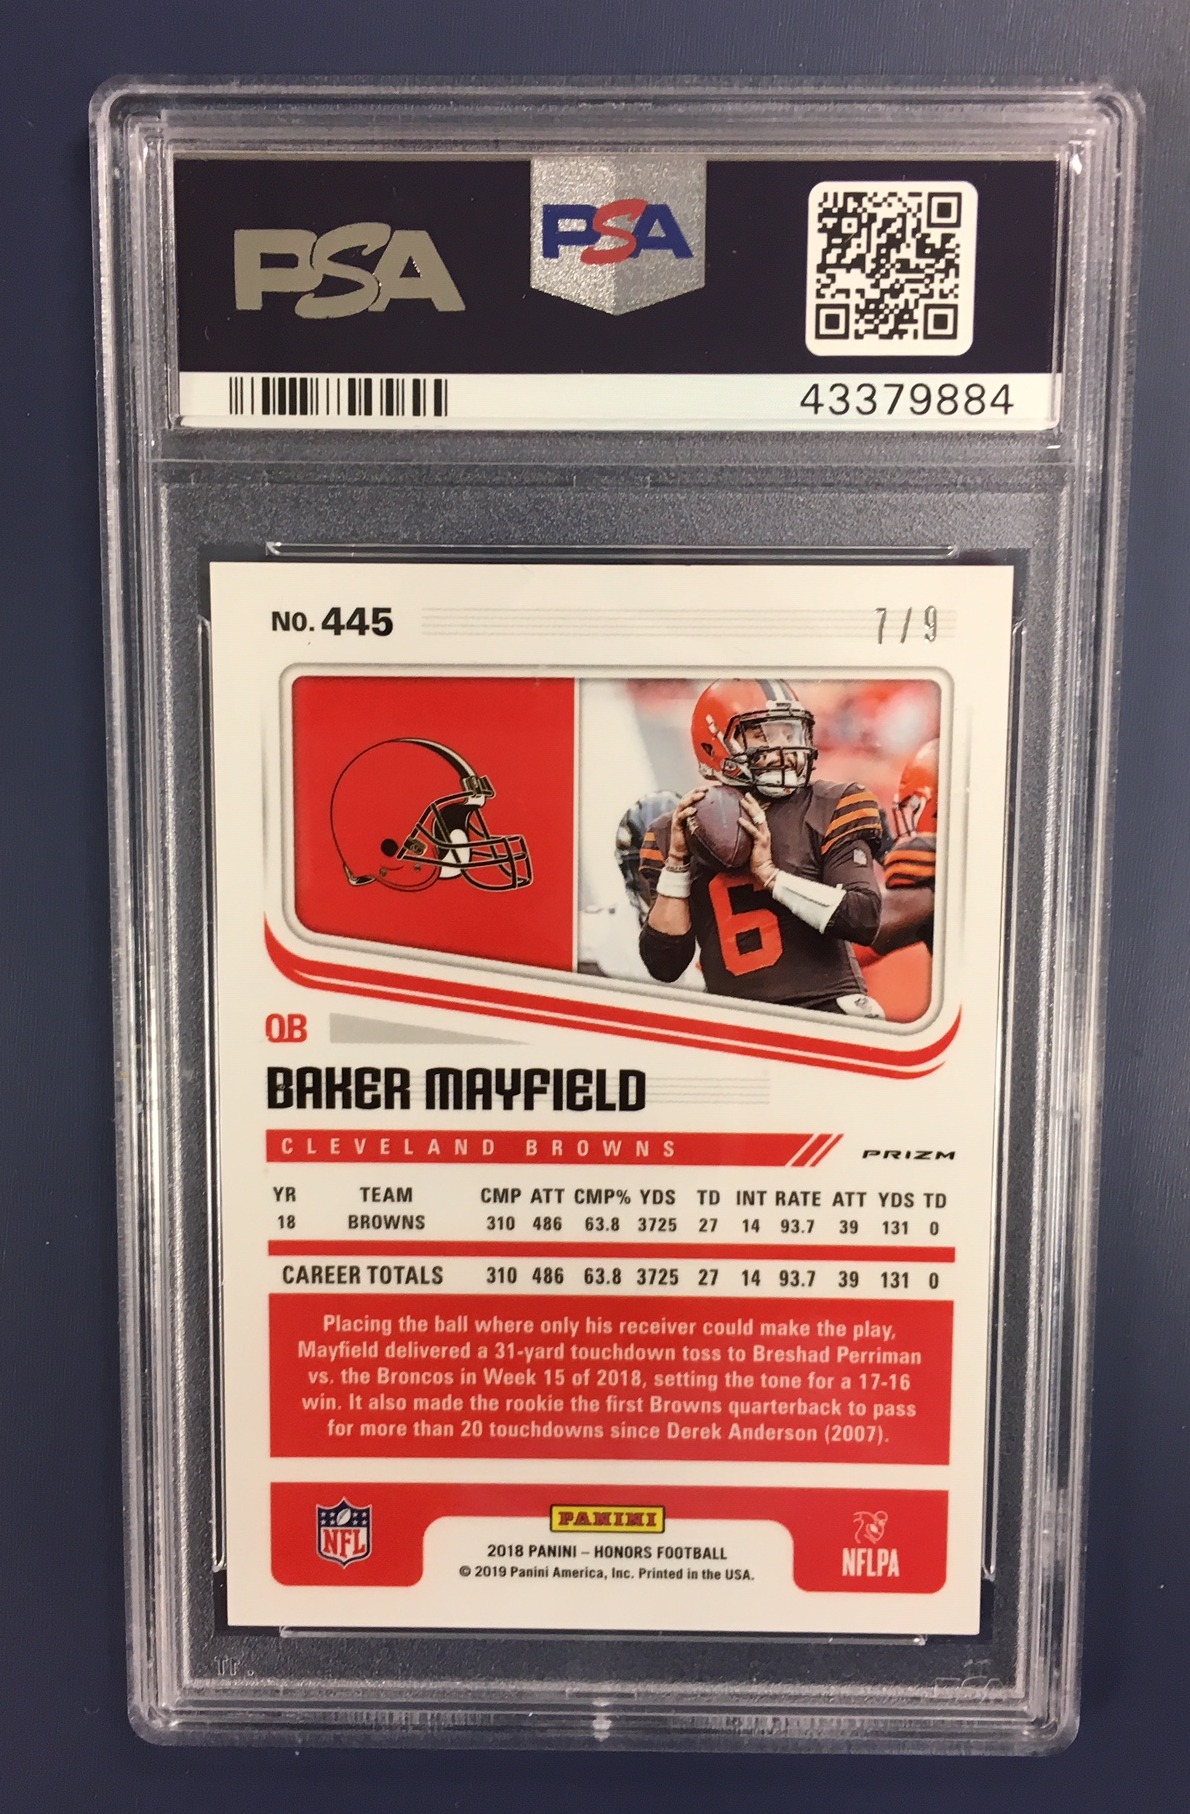 PSA
PSA
43379884
NO. 445
7/9
6
QB
BAKER MAYFIELD
CLEVELAND BROWNS
PRIZM
YR TEAM CMP ATT CMP% YDS TD INT RATE ATT YDS TD
18 BROWNS 310 486 63.8 3725 27 14 93.7 39 131 0
CAREER TOTALS 310 486 63.8 3725 27 14 93.7 39 131 0
Placing the ball where only his receiver could make the play,
Mayfield delivered a 31-yard touchdown toss to Breshad Perriman
vs. the Broncos in Week 15 of 2018, setting the tone for a 17-16
win. It also made the rookie the first Browns quarterback to pass
for more than 20 touchdowns since Derek Anderson (2007).
NFL
PANINI
2018 PANINI – HONORS FOOTBALL
© 2019 Panini America, Inc. Printed in the USA.
NFLPA